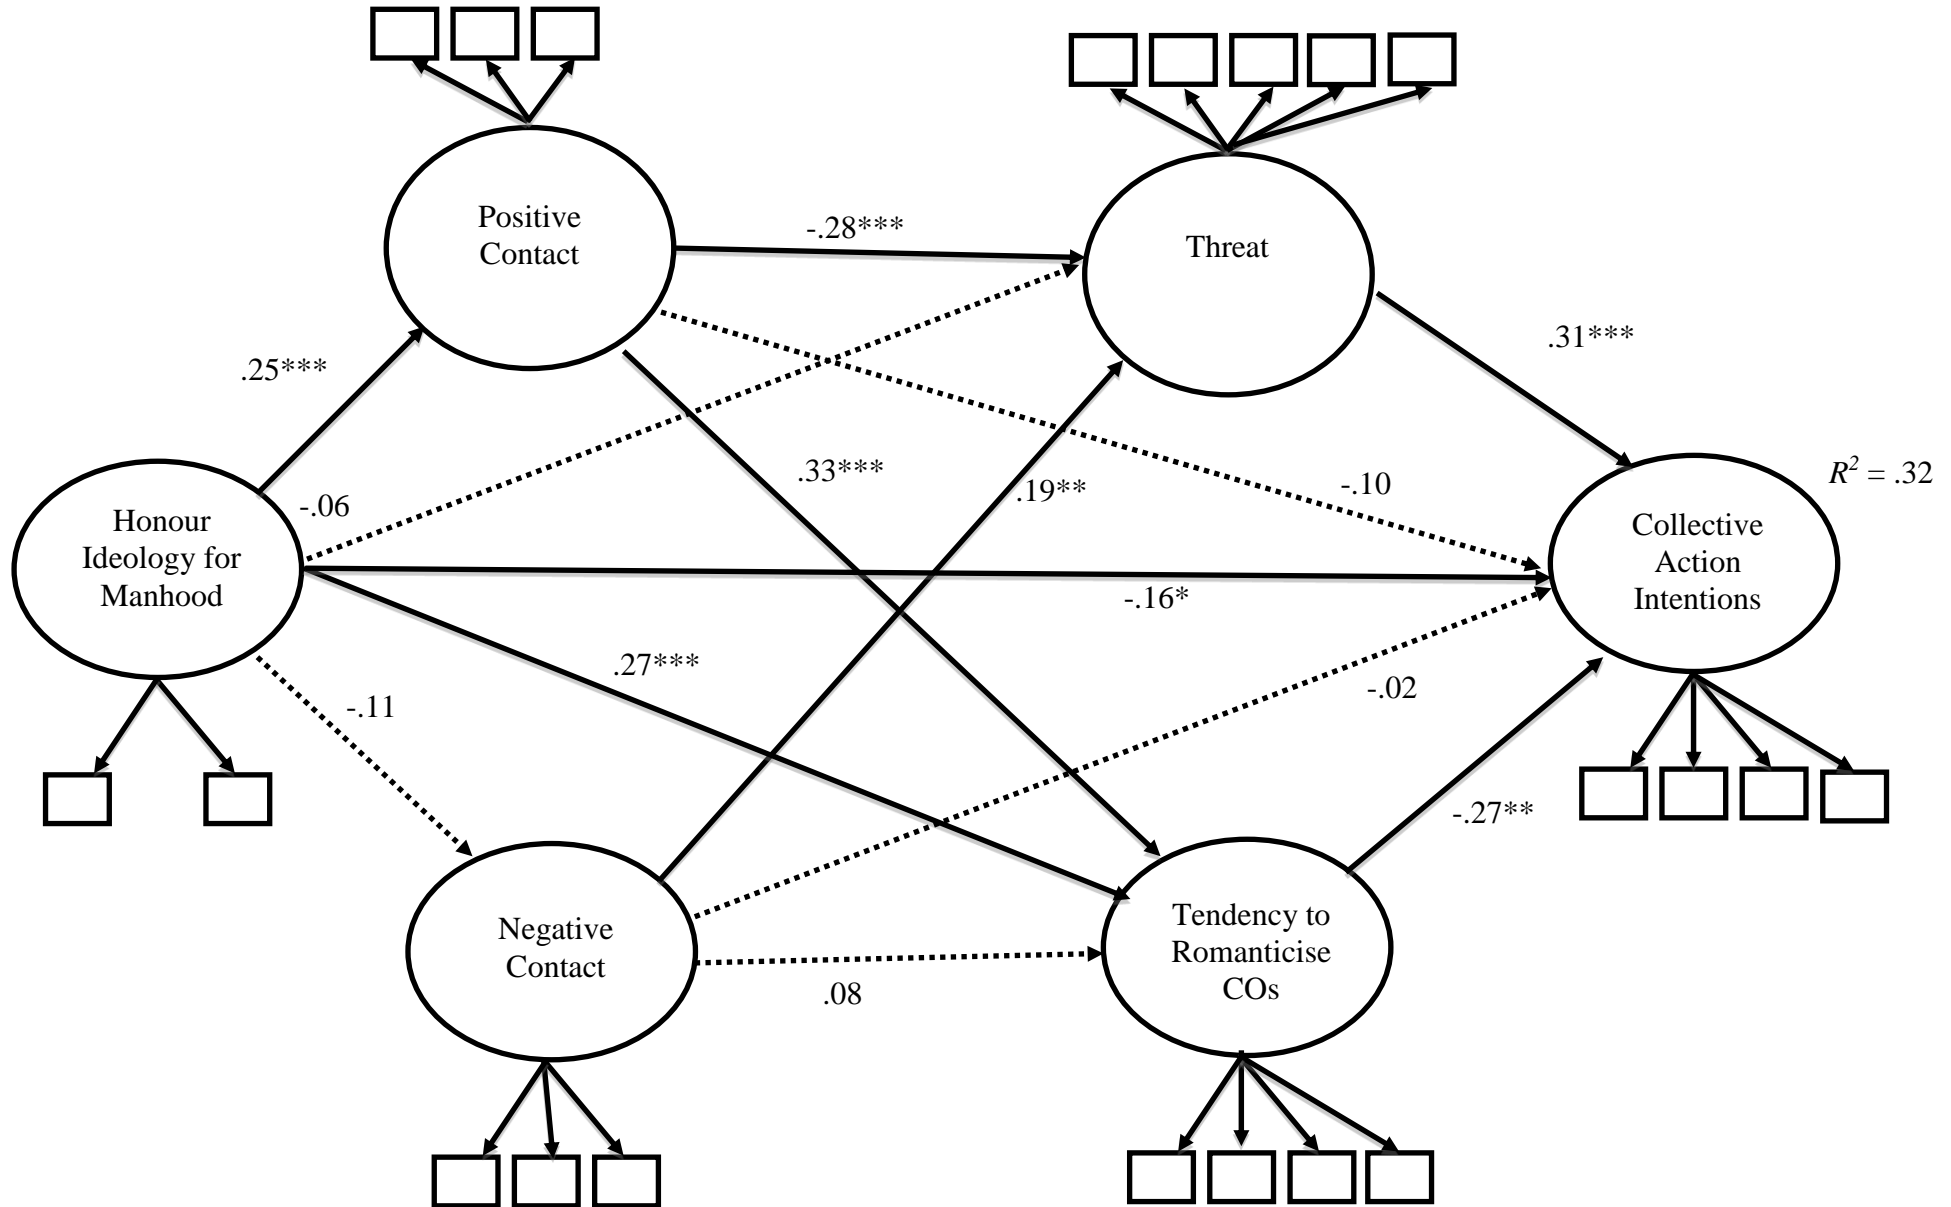 Positive
Contact
-.28***
Threat
.25***
.31***
.33***
.19**
-.10
R² = .32
-.06
Honour
Ideology for
Manhood
Collective
Action
Intentions
-.16*
.27***
-.11
-.02
-.27**
Negative
Contact
.08
Tendency to
Romanticise
COs